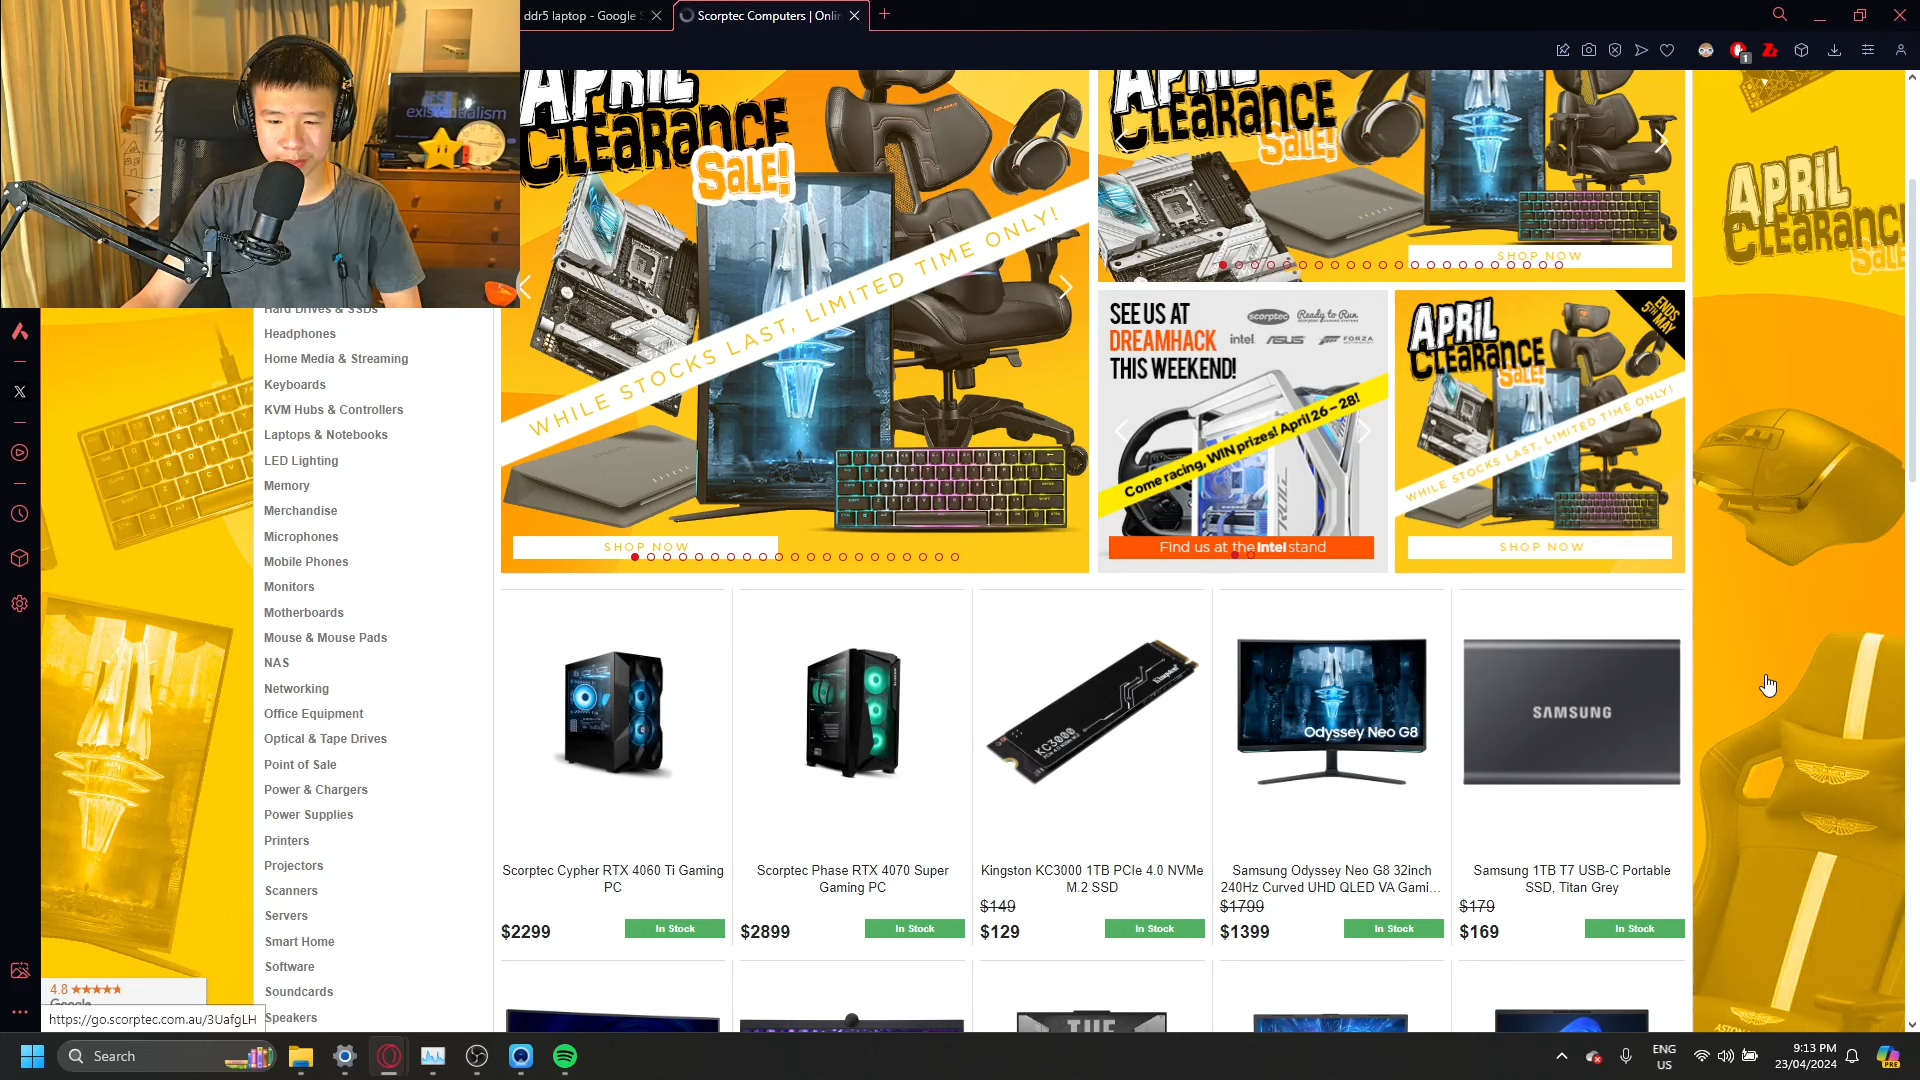 ddr5 laptop - Google S
Scorptec Computers | Onlin
1
existentialism
APRIL
CLEARANCE
SALE!
WHILE STOCKS LAST, LIMITED TIME ONLY!
SHOP NOW
APRIL
CLEARANCE
SALE!
SHOP NOW
SEE US AT
DREAMHACK
THIS WEEKEND!
scorptec
Ready to Run
intel.
ASUS
FORZA
Come racing, WIN prizes! April 26 – 28!
Find us at the Intel stand
APRIL
CLEARANCE
SALE!
ENDS
5TH MAY
WHILE STOCKS LAST, LIMITED TIME ONLY!
SHOP NOW
APRIL
CLEARANCE
SALE
Hard Drives & SSDs
Headphones
Home Media & Streaming
Keyboards
KVM Hubs & Controllers
Laptops & Notebooks
LED Lighting
Memory
Merchandise
Microphones
Mobile Phones
Monitors
Motherboards
Mouse & Mouse Pads
NAS
Networking
Office Equipment
Optical & Tape Drives
Point of Sale
Power & Chargers
Power Supplies
Printers
Projectors
Scanners
Servers
Smart Home
Software
Soundcards
Speakers
KC3000
Kingston
Odyssey Neo G8
SAMSUNG
Scorptec Cypher RTX 4060 Ti Gaming
PC
$2299
In Stock
Scorptec Phase RTX 4070 Super
Gaming PC
$2899
In Stock
Kingston KC3000 1TB PCIe 4.0 NVMe
M.2 SSD
$149
$129
In Stock
Samsung Odyssey Neo G8 32inch
240Hz Curved UHD QLED VA Gami...
$1799
$1399
In Stock
Samsung 1TB T7 USB-C Portable
SSD, Titan Grey
$179
$169
In Stock
THE
4.8
Google
https://go.scorptec.com.au/3UafgLH
Search
ENG
US
9:13 PM
23/04/2024
PRE